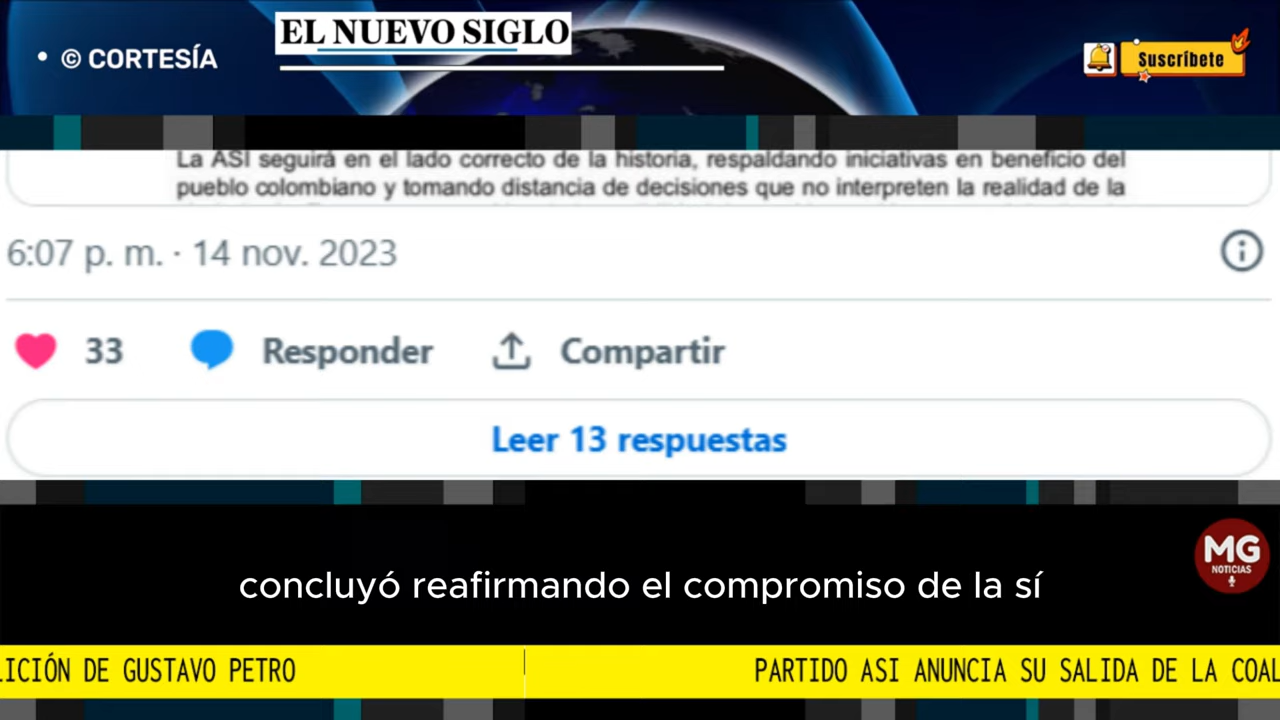 EL NUEVO SIGLO
• © CORTESÍA
Suscríbete
La ASI seguirá en el lado correcto de la historia, respaldando iniciativas en beneficio del
pueblo colombiano y tomando distancia de decisiones que no interpreten la realidad de la
6:07 p. m. · 14 nov. 2023
33 Responder Compartir
Leer 13 respuestas
MG
NOTICIAS
concluyó reafirmando el compromiso de la sí
LICIÓN DE GUSTAVO PETRO
PARTIDO ASI ANUNCIA SU SALIDA DE LA COAL